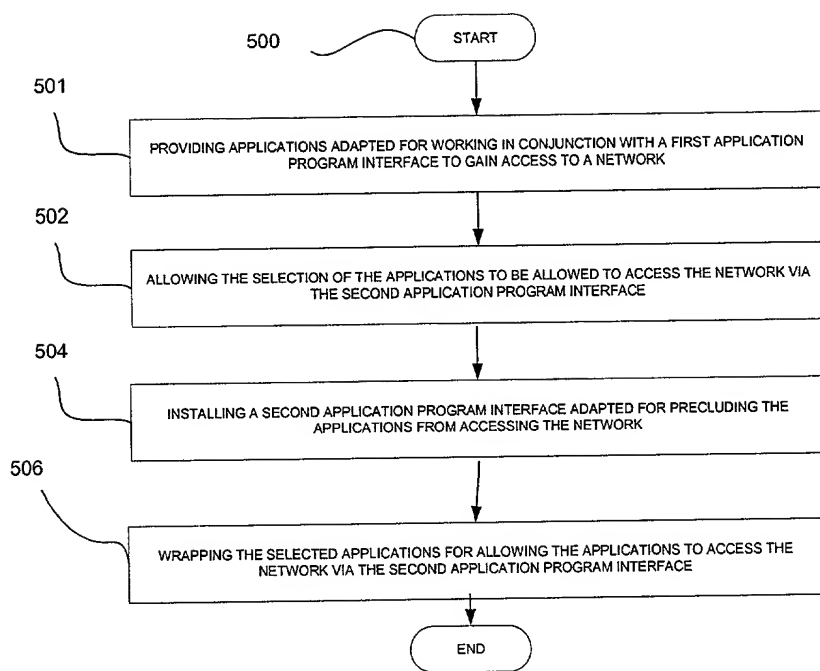 500
START
501
PROVIDING APPLICATIONS ADAPTED FOR WORKING IN CONJUNCTION WITH A FIRST APPLICATION
PROGRAM INTERFACE TO GAIN ACCESS TO A NETWORK
502
ALLOWING THE SELECTION OF THE APPLICATIONS TO BE ALLOWED TO ACCESS THE NETWORK VIA
THE SECOND APPLICATION PROGRAM INTERFACE
504
INSTALLING A SECOND APPLICATION PROGRAM INTERFACE ADAPTED FOR PRECLUDING THE
APPLICATIONS FROM ACCESSING THE NETWORK
506
WRAPPING THE SELECTED APPLICATIONS FOR ALLOWING THE APPLICATIONS TO ACCESS THE
NETWORK VIA THE SECOND APPLICATION PROGRAM INTERFACE
END